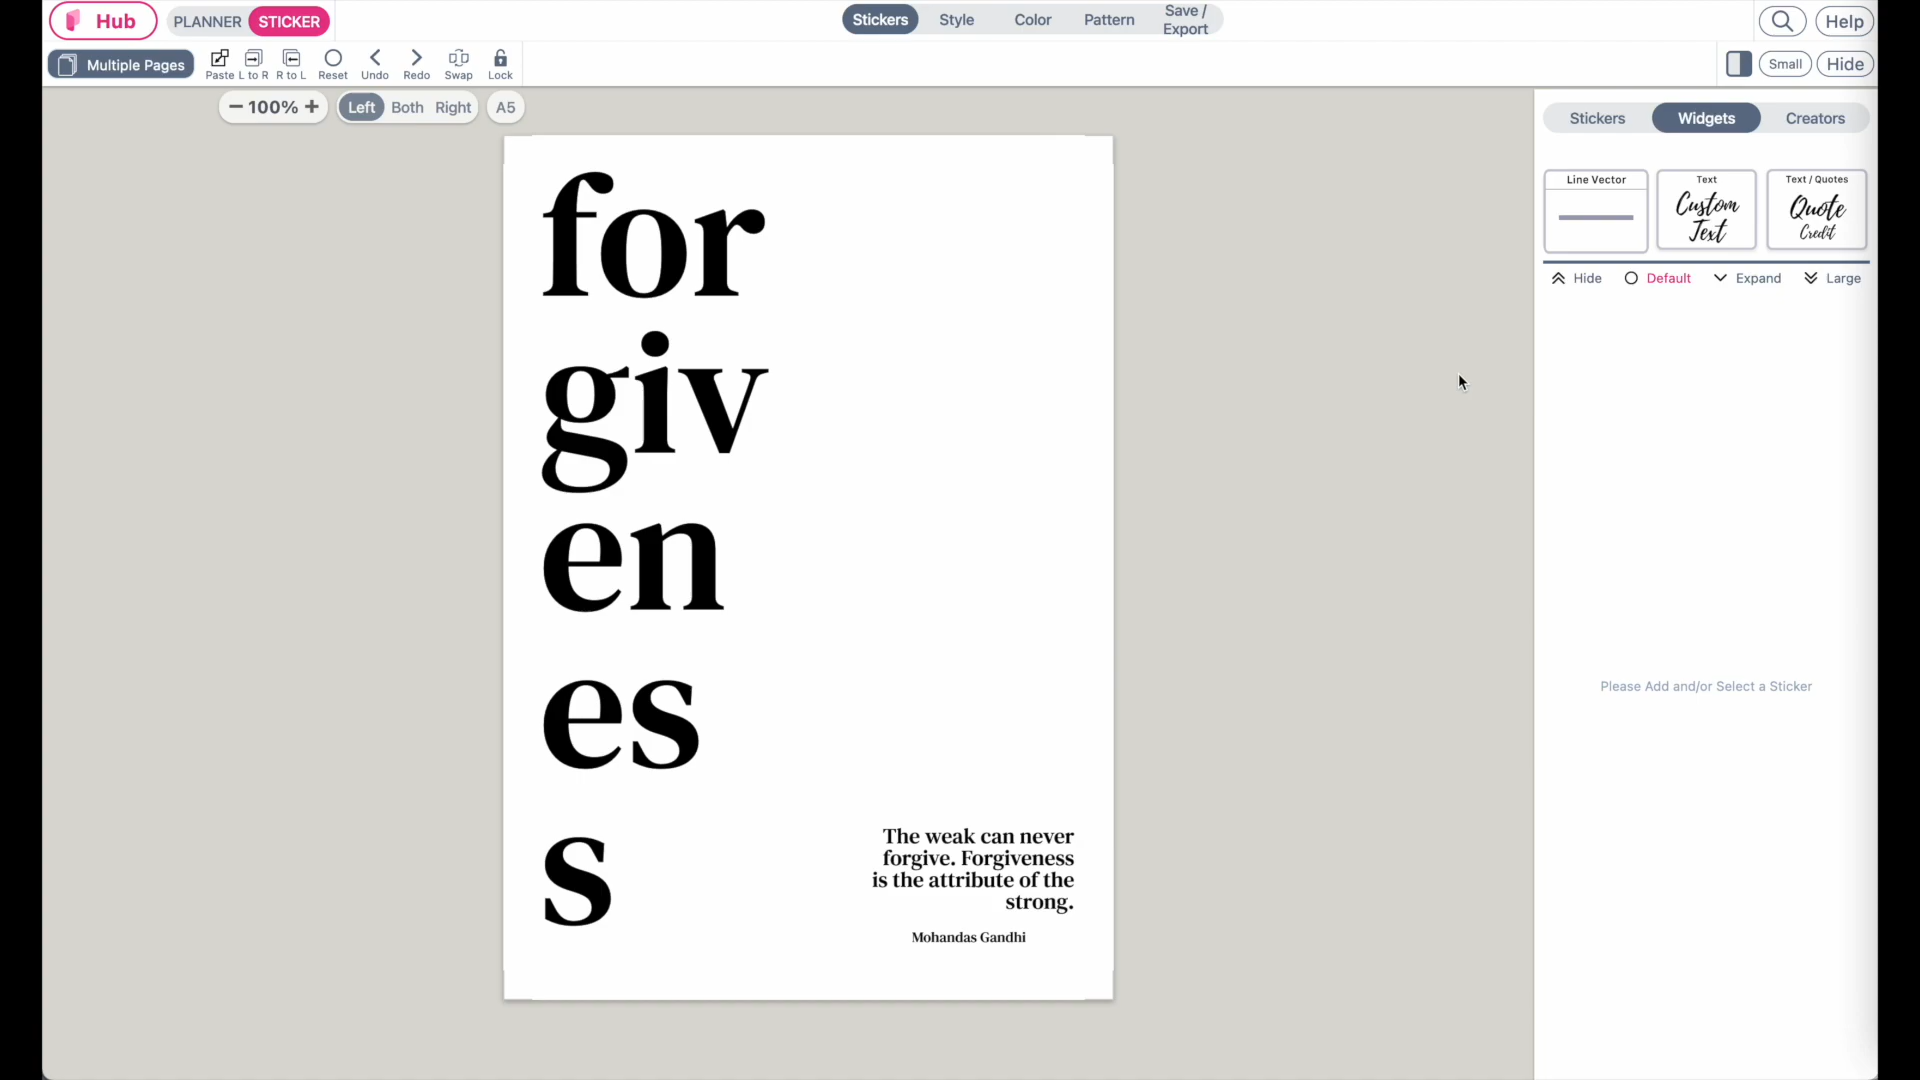 Hub
PLANNER STICKER
Stickers Style Color Pattern Save / Export
Help
Multiple Pages
Paste L to R R to L Reset Undo Redo Swap Lock
Small Hide
− 100% +
Left Both Right
A5
Stickers Widgets Creators
Line Vector
Text
Custom
Text
Text / Quotes
Quote
Credit
Hide Default Expand Large
Please Add and/or Select a Sticker
for
giv
en
es
s
The weak can never
forgive. Forgiveness
is the attribute of the
strong.
Mohandas Gandhi